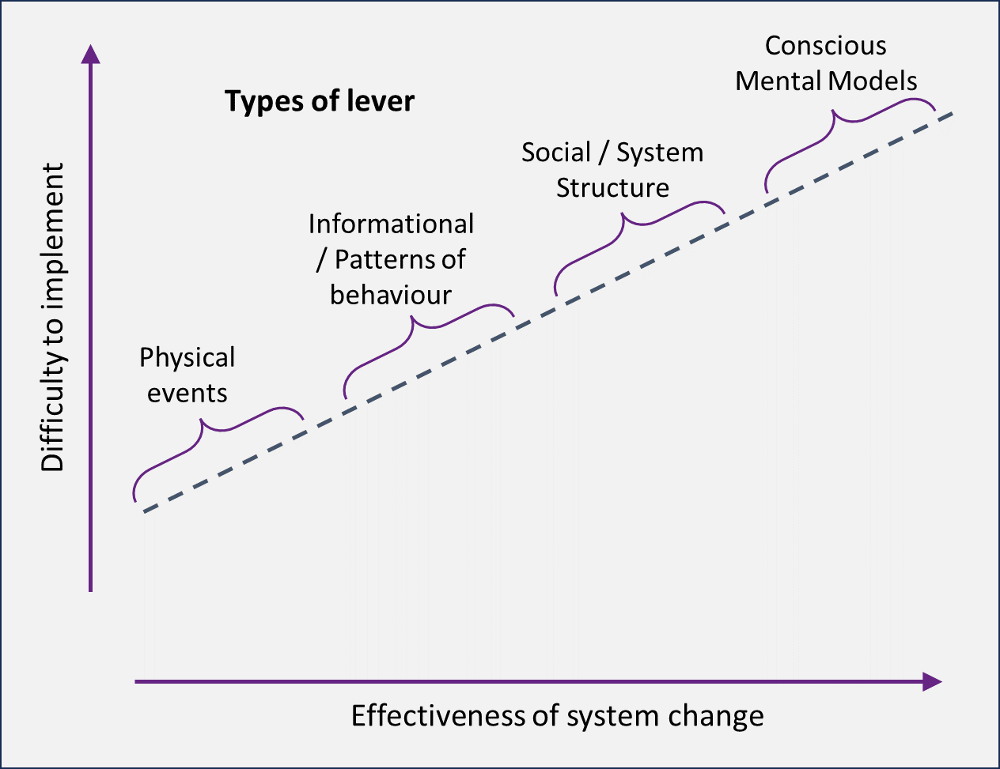 Types of lever
Conscious
Mental Models
Social / System
Structure
Informational
/ Patterns of
behaviour
Physical
events
Difficulty to implement
Effectiveness of system change